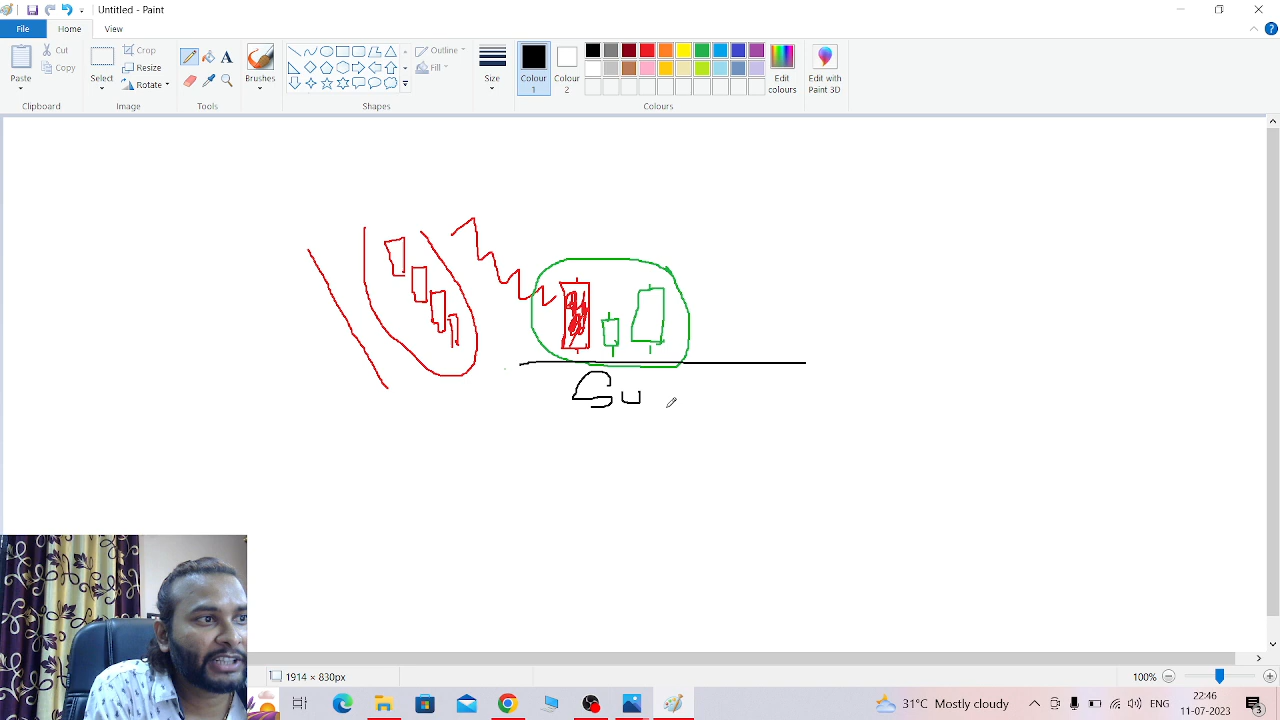 Untitled - Paint
File
Home
View
Paste
Cut
Copy
Clipboard
Select
Crop
Resize
Rotate
Image
Tools
Brushes
Outline
Fill
Shapes
Size
Colour 1
Colour 2
Edit colours
Colours
Edit with Paint 3D
Su
1914 × 830px
100%
31°C Mostly cloudy
ENG
22:46
11-07-2023
3